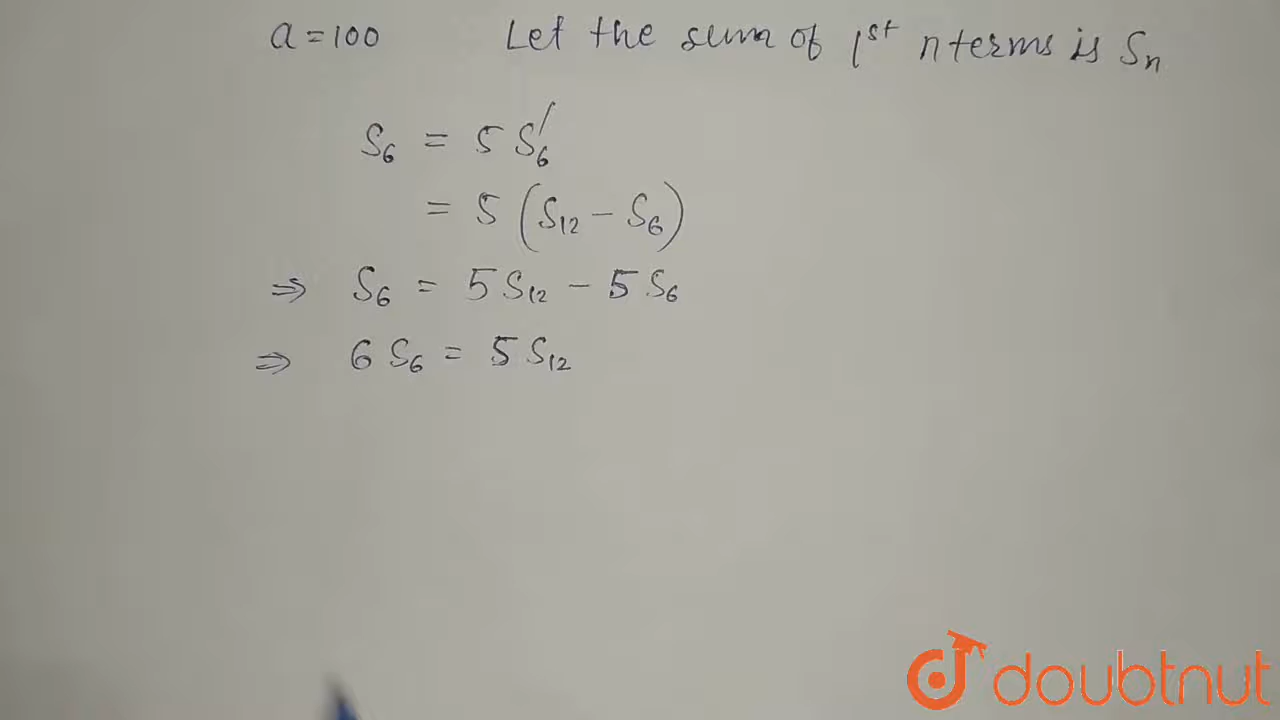 a = 100 Let the sum of 1st n terms is Sn
S6 = 5 S6′
= 5 (S12 − S6)
⇒ S6 = 5 S12 − 5 S6
⇒ 6 S6 = 5 S12
doubtnut